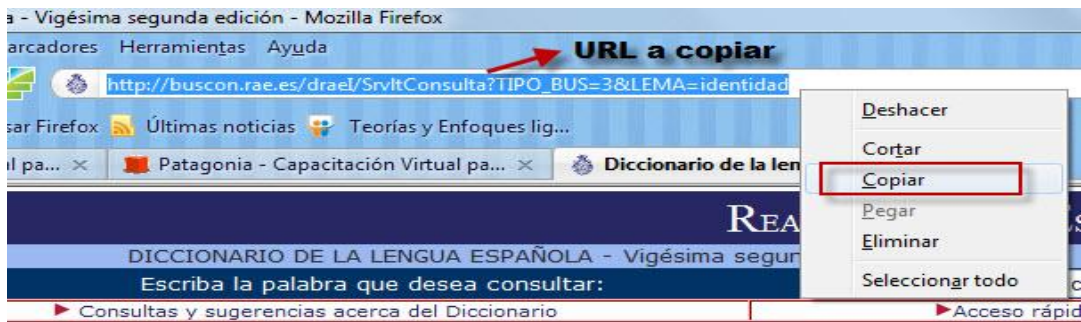 - Vigésima segunda edición - Mozilla Firefox
Herramientas Ayuda
URL a copiar
http://buscon.rae.es/draeI/SrvltConsulta?TIPO_BUS=3&LEMA=identidad
Firefox Últimas noticias Teorías y Enfoques lig...
pa... × Patagonia - Capacitación Virtual pa... × Diccionario de la len
Deshacer
Cortar
Copiar
Pegar
Eliminar
Seleccionar todo
REA
DICCIONARIO DE LA LENGUA ESPAÑOLA - Vigésima segun
Escriba la palabra que desea consultar:
Consultas y sugerencias acerca del Diccionario
Acceso rápid